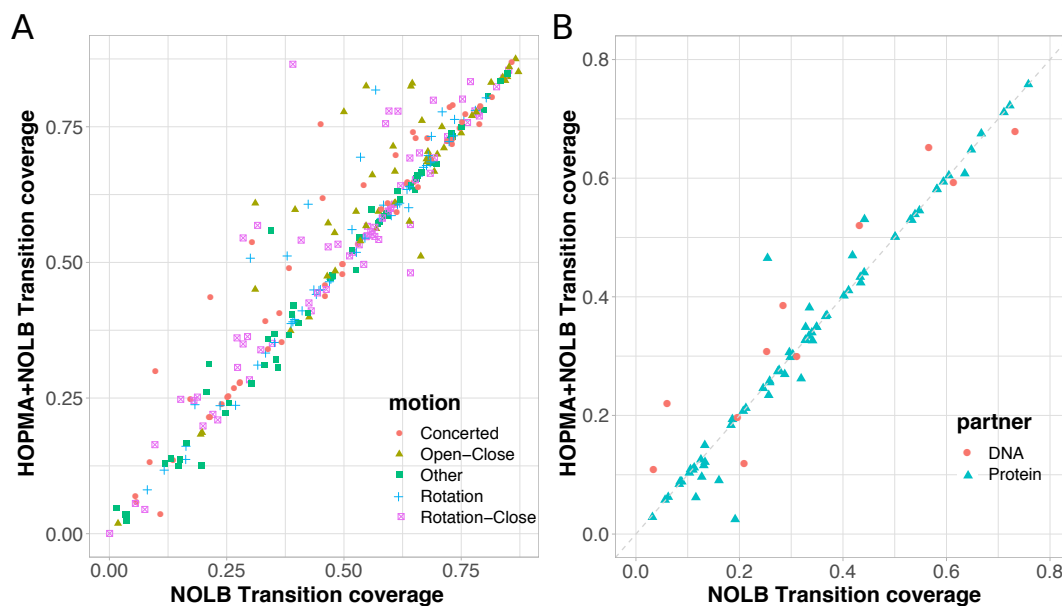 A
HOPMA+NOLB Transition coverage
0.75
0.50
0.25
0.00
0.00 0.25 0.50 0.75
NOLB Transition coverage
motion
Concerted
Open−Close
Other
Rotation
Rotation−Close
B
HOPMA+NOLB Transition coverage
0.8
0.6
0.4
0.2
0.0
0.0 0.2 0.4 0.6 0.8
NOLB Transition coverage
partner
DNA
Protein